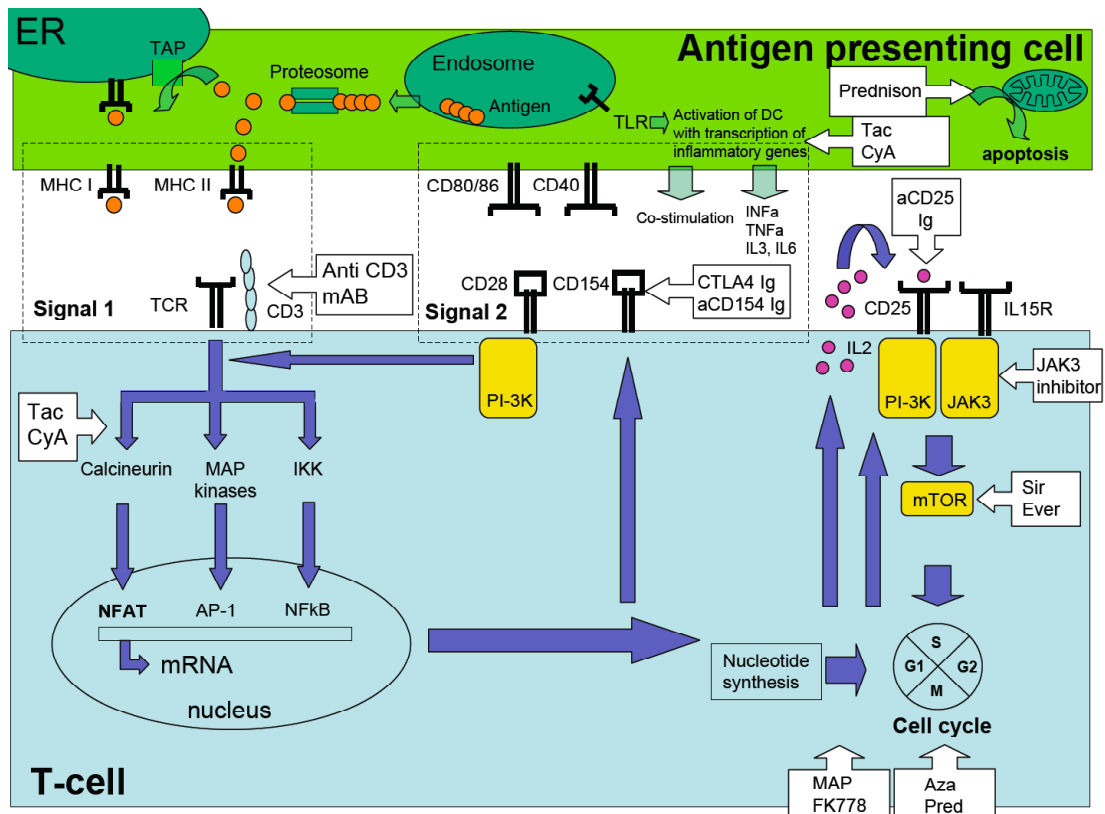 ER
TAP
Proteosome
Endosome
Antigen
Antigen presenting cell
TLR
Activation of DC
with transcription of
inflammatory genes
Prednison
Tac
CyA
apoptosis
MHC I
MHC II
CD80/86
CD40
Co-stimulation
INFa
TNFa
IL3, IL6
aCD25
Ig
Signal 1
TCR
CD3
Anti CD3
mAB
Signal 2
CD28
CD154
CTLA4 Ig
aCD154 Ig
CD25
IL15R
IL2
PI-3K
PI-3K
JAK3
JAK3
inhibitor
Tac
CyA
Calcineurin
MAP
kinases
IKK
mTOR
Sir
Ever
NFAT
AP-1
NFkB
mRNA
nucleus
Nucleotide
synthesis
S
G1
G2
M
Cell cycle
T-cell
MAP
FK778
Aza
Pred